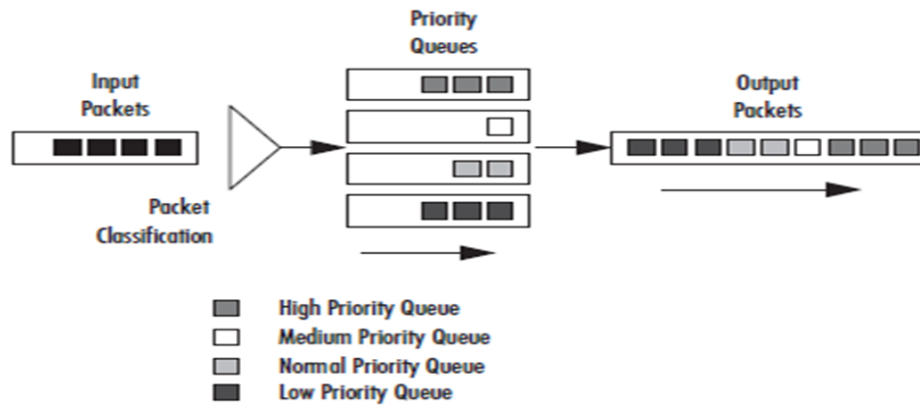 Priority
Queues
Input
Packets
Output
Packets
Packet
Classification
High Priority Queue
Medium Priority Queue
Normal Priority Queue
Low Priority Queue